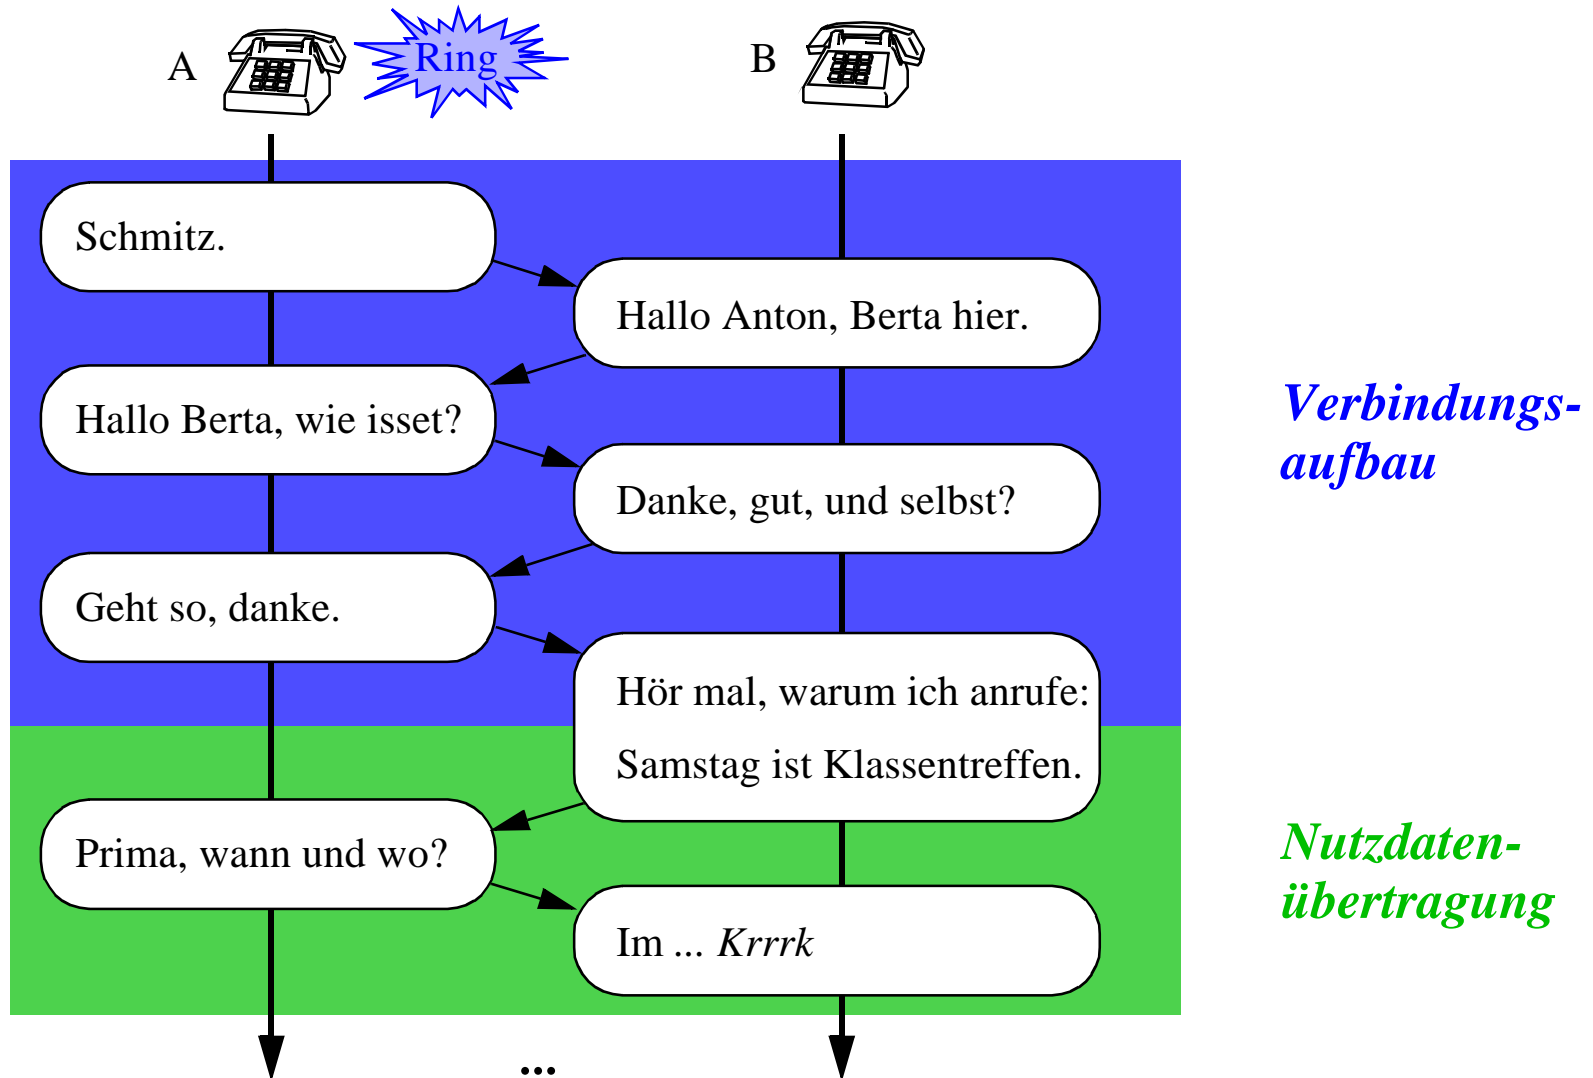 A
Ring
B
Schmitz.
Hallo Anton, Berta hier.
Hallo Berta, wie isset?
Danke, gut, und selbst?
Geht so, danke.
Hör mal, warum ich anrufe:
Samstag ist Klassentreffen.
Prima, wann und wo?
Im ... Krrrk
...
Verbindungs-
aufbau
Nutzdaten-
übertragung